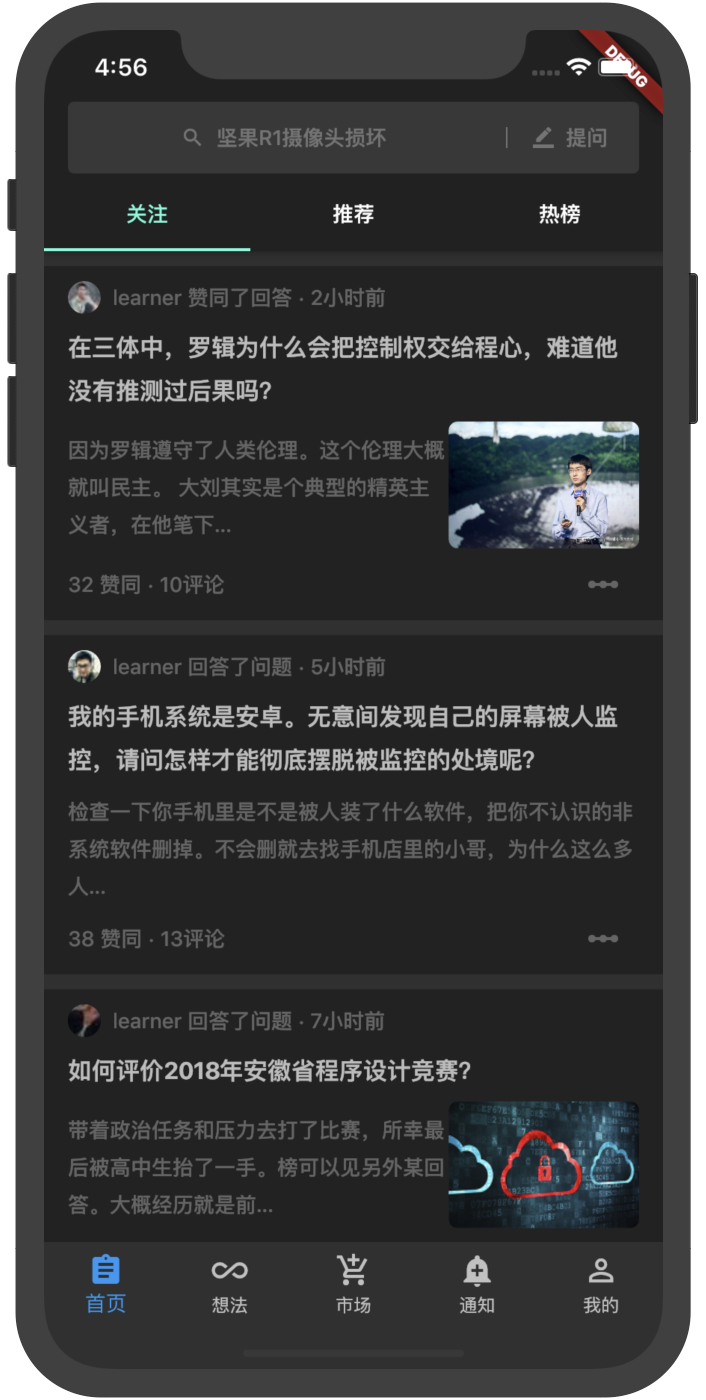 4:56
DEBUG
坚果R1摄像头损坏
提问
关注
推荐
热榜
learner 赞同了回答 · 2小时前
在三体中，罗辑为什么会把控制权交给程心，难道他
没有推测过后果吗？
因为罗辑遵守了人类伦理。这个伦理大概
就叫民主。 大刘其实是个典型的精英主
义者，在他笔下...
32 赞同 · 10评论
learner 回答了问题 · 5小时前
我的手机系统是安卓。无意间发现自己的屏幕被人监
控，请问怎样才能彻底摆脱被监控的处境呢？
检查一下你手机里是不是被人装了什么软件，把你不认识的非
系统软件删掉。不会删就去找手机店里的小哥，为什么这么多
人...
38 赞同 · 13评论
learner 回答了问题 · 7小时前
如何评价2018年安徽省程序设计竞赛？
带着政治任务和压力去打了比赛，所幸最
后被高中生抬了一手。榜可以见另外某回
答。大概经历就是前...
首页
想法
市场
通知
我的